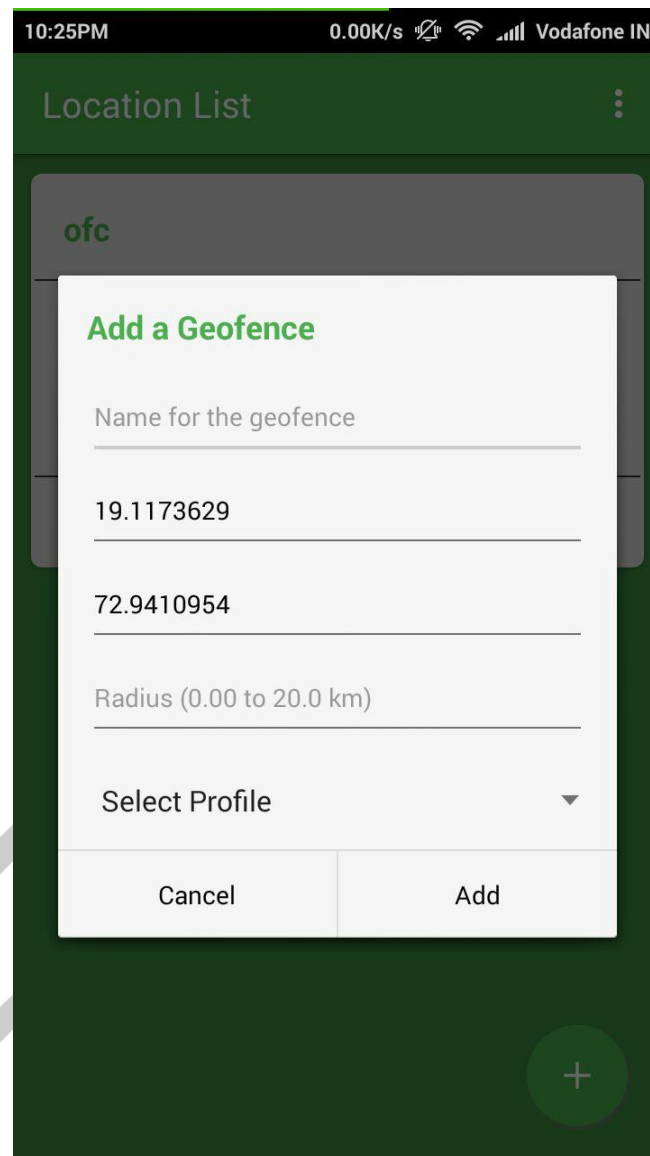 10:25PM 0.00K/s Vodafone IN
Location List
ofc
Add a Geofence
Name for the geofence
19.1173629
72.9410954
Radius (0.00 to 20.0 km)
Select Profile
Cancel Add
+